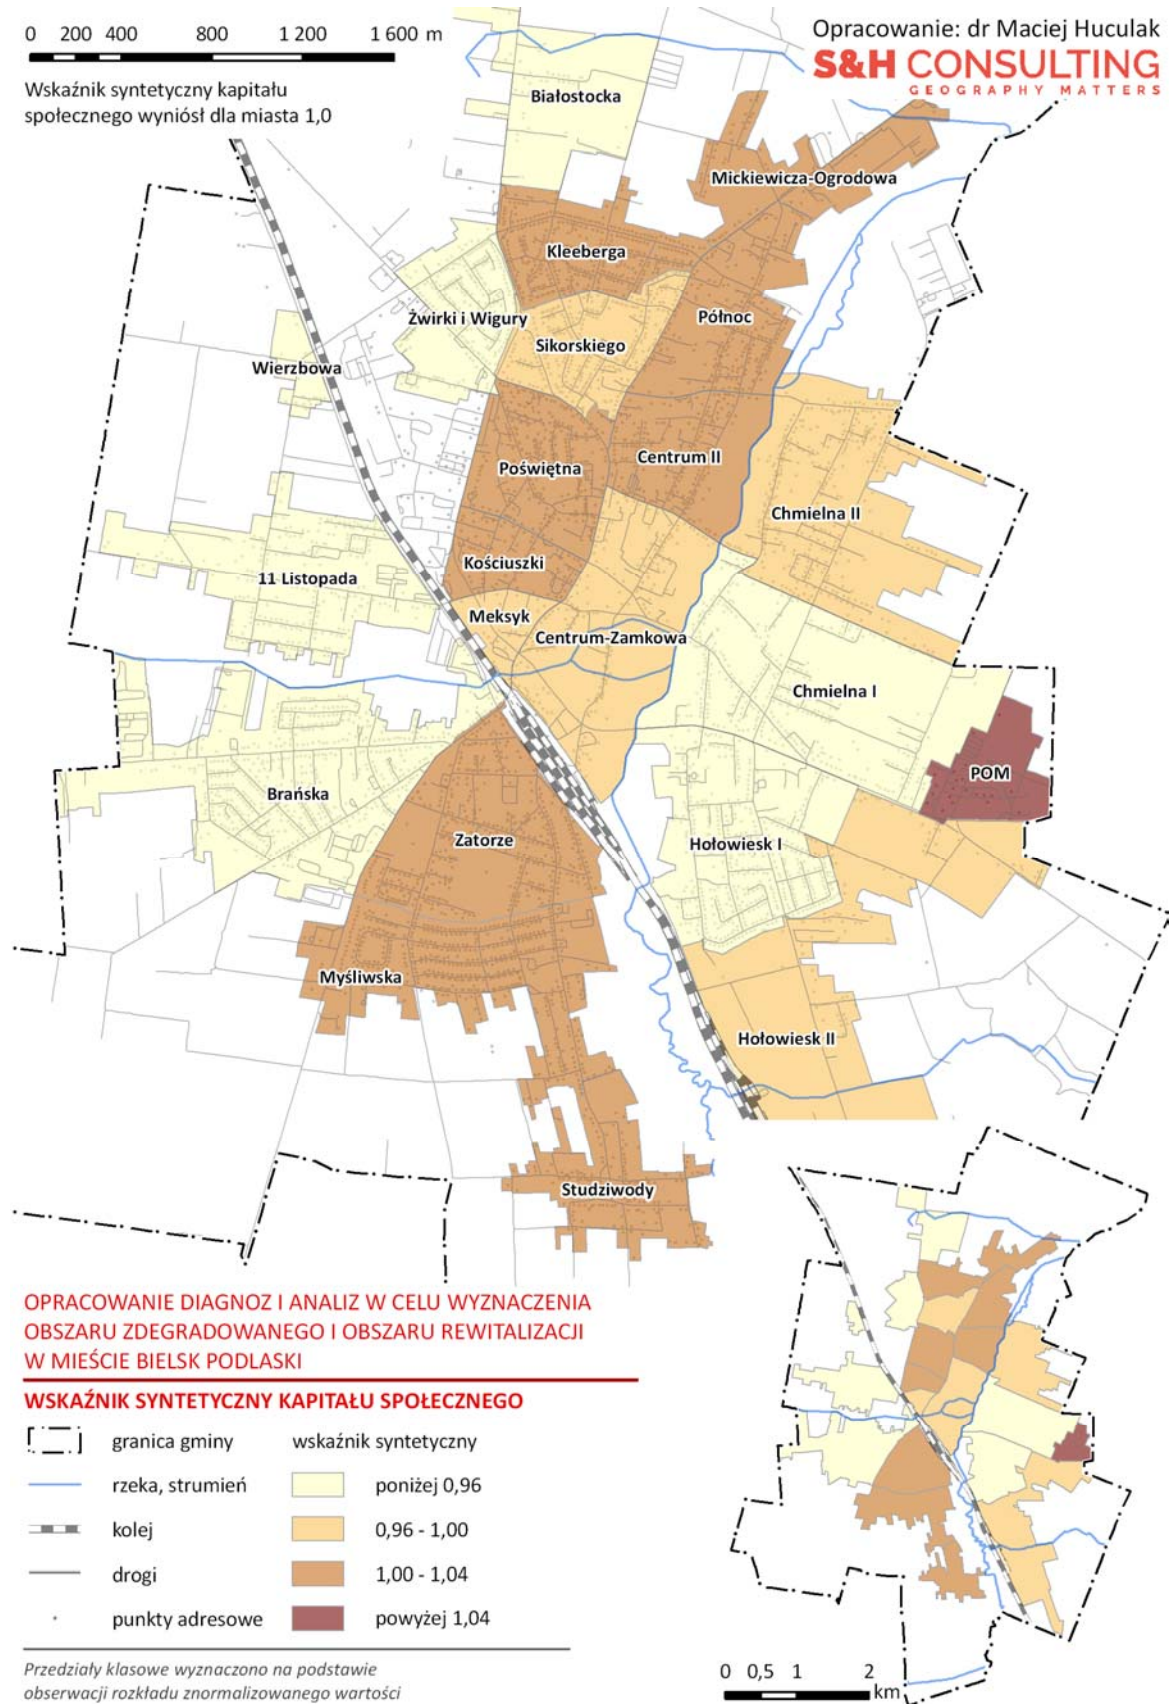 0 200 400 800 1 200 1 600 m
Opracowanie: dr Maciej Huculak
S&H CONSULTING
GEOGRAPHY MATTERS
Wskaźnik syntetyczny kapitału
społecznego wyniósł dla miasta 1,0
Białostocka
Mickiewicza-Ogrodowa
Kleeberga
Żwirki i Wigury
Północ
Sikorskiego
Wierzbowa
Centrum II
Poświętna
Chmielna II
Kościuszki
11 Listopada
Meksyk
Centrum-Zamkowa
Chmielna I
POM
Brańska
Zatorze
Hołowiesk I
Myśliwska
Hołowiesk II
Studziwody
OPRACOWANIE DIAGNOZ I ANALIZ W CELU WYZNACZENIA
OBSZARU ZDEGRADOWANEGO I OBSZARU REWITALIZACJI
W MIEŚCIE BIELSK PODLASKI
WSKAŹNIK SYNTETYCZNY KAPITAŁU SPOŁECZNEGO
granica gminy
wskaźnik syntetyczny
rzeka, strumień
poniżej 0,96
kolej
0,96 - 1,00
drogi
1,00 - 1,04
punkty adresowe
powyżej 1,04
Przedziały klasowe wyznaczono na podstawie
obserwacji rozkładu znormalizowanego wartości
0 0,5 1 2
km